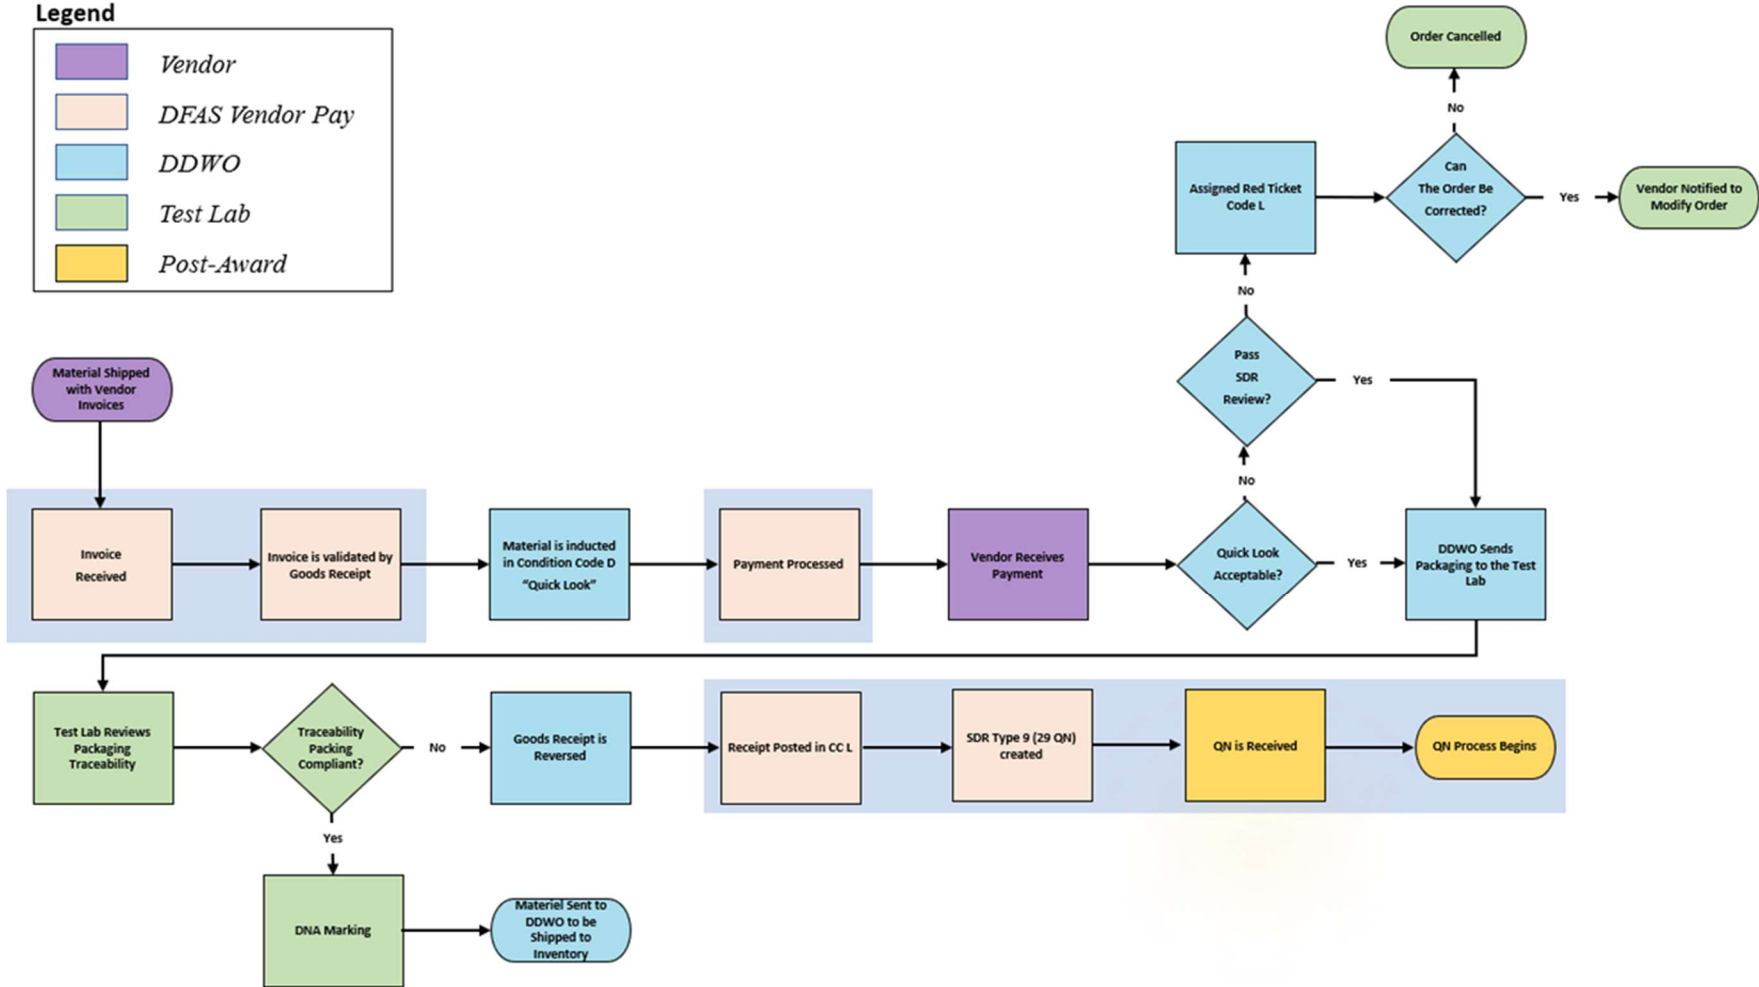 Legend
Vendor
DFAS Vendor Pay
DDWO
Test Lab
Post-Award
Order Cancelled
No
Can
The Order Be
Corrected?
Yes
Vendor Notified to
Modify Order
Assigned Red Ticket
Code L
No
Pass
SDR
Review?
Yes
No
Material Shipped
with Vendor
Invoices
Invoice
Received
Invoice is validated by
Goods Receipt
Material is inducted
in Condition Code D
“Quick Look”
Payment Processed
Vendor Receives
Payment
Quick Look
Acceptable?
Yes
DDWO Sends
Packaging to the Test
Lab
Test Lab Reviews
Packaging
Traceability
Traceability
Packing
Compliant?
No
Goods Receipt is
Reversed
Receipt Posted in CC L
SDR Type 9 (29 QN)
created
QN is Received
QN Process Begins
Yes
DNA Marking
Materiel Sent to
DDWO to be
Shipped to
Inventory